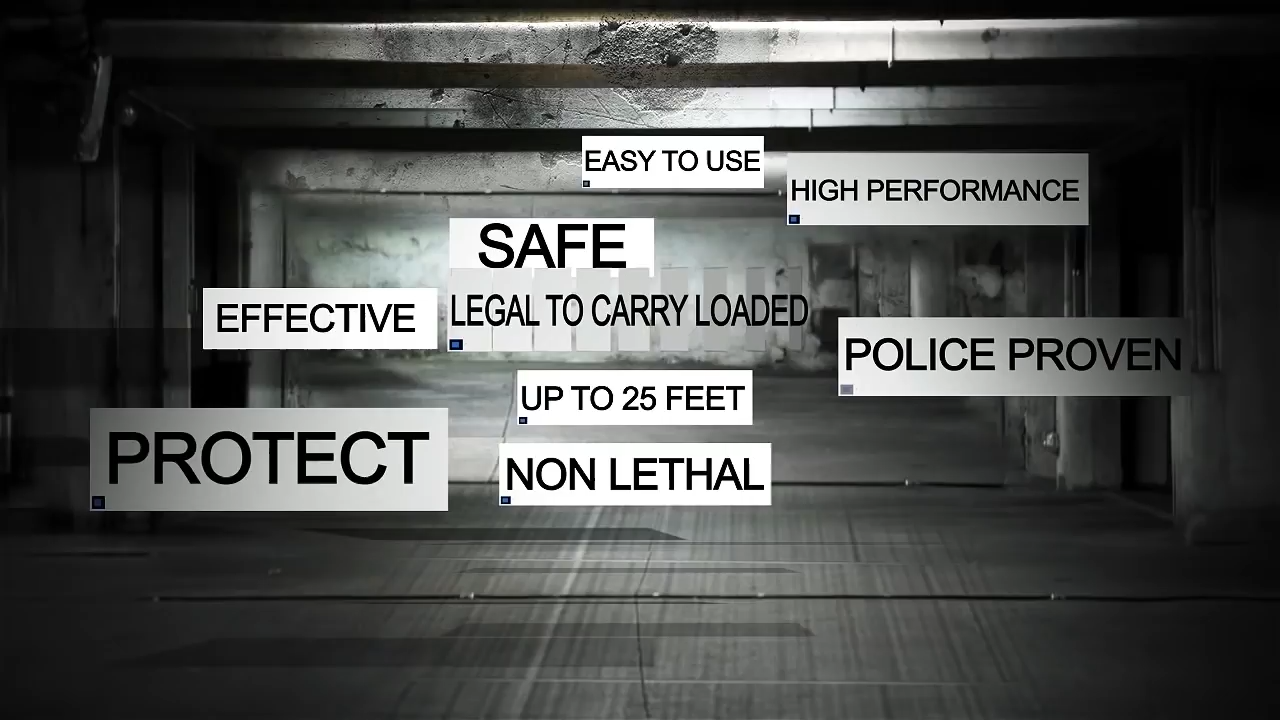 EASY TO USE
HIGH PERFORMANCE
SAFE
EFFECTIVE
LEGAL TO CARRY LOADED
POLICE PROVEN
UP TO 25 FEET
PROTECT
NON LETHAL